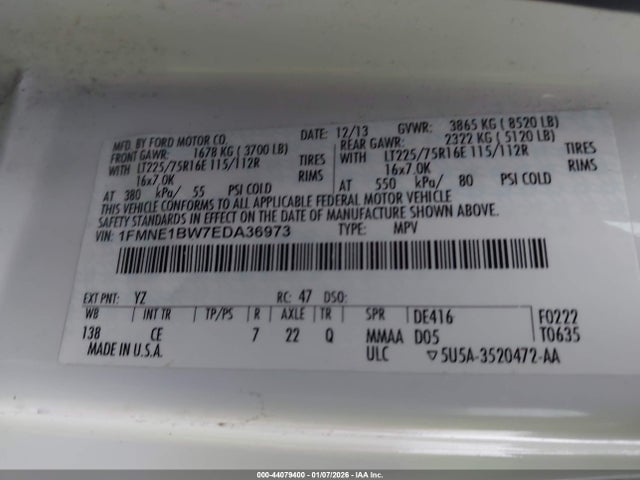 MFD. BY FORD MOTOR CO. DATE: 12/13 GVWR: 3865 KG ( 8520 LB)
FRONT GAWR: 1678 KG ( 3700 LB) REAR GAWR: 2322 KG ( 5120 LB)
WITH LT225/75R16E 115/112R TIRES WITH LT225/75R16E 115/112R TIRES
16x7.0K RIMS 16x7.0K RIMS
AT 380 kPa/ 55 PSI COLD AT 550 kPa/ 80 PSI COLD
THIS VEHICLE CONFORMS TO ALL APPLICABLE FEDERAL MOTOR VEHICLE
SAFETY STANDARDS IN EFFECT ON THE DATE OF MANUFACTURE SHOWN ABOVE.
VIN: 1FMNE1BW7EDA36973 TYPE: MPV
EXT PNT: YZ RC: 47 DSO:
WB INT TR TP/PS R AXLE TR SPR DE416 F0222
138 CE 7 22 Q MMAA D05 T0635
MADE IN U.S.A. ULC ▽5U5A-3520472-AA
000-44079400 | 01/07/2026 | IAA, Inc.